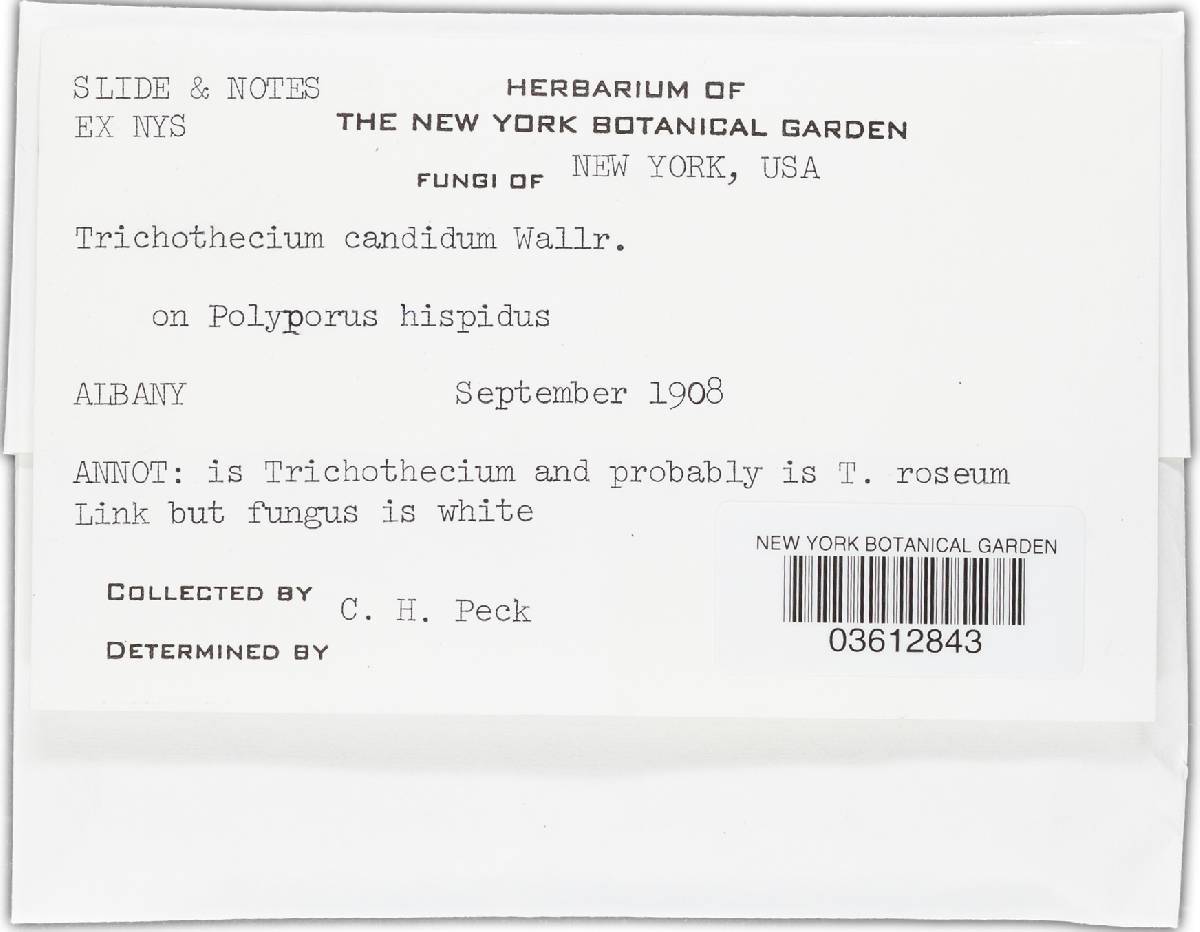 SLIDE & NOTES
EX NYS
HERBARIUM OF
THE NEW YORK BOTANICAL GARDEN
FUNGI OF NEW YORK, USA
Trichothecium candidum Wallr.
on Polyporus hispidus
ALBANY September 1908
ANNOT: is Trichothecium and probably is T. roseum
Link but fungus is white
COLLECTED BY C. H. Peck
DETERMINED BY
NEW YORK BOTANICAL GARDEN
03612843